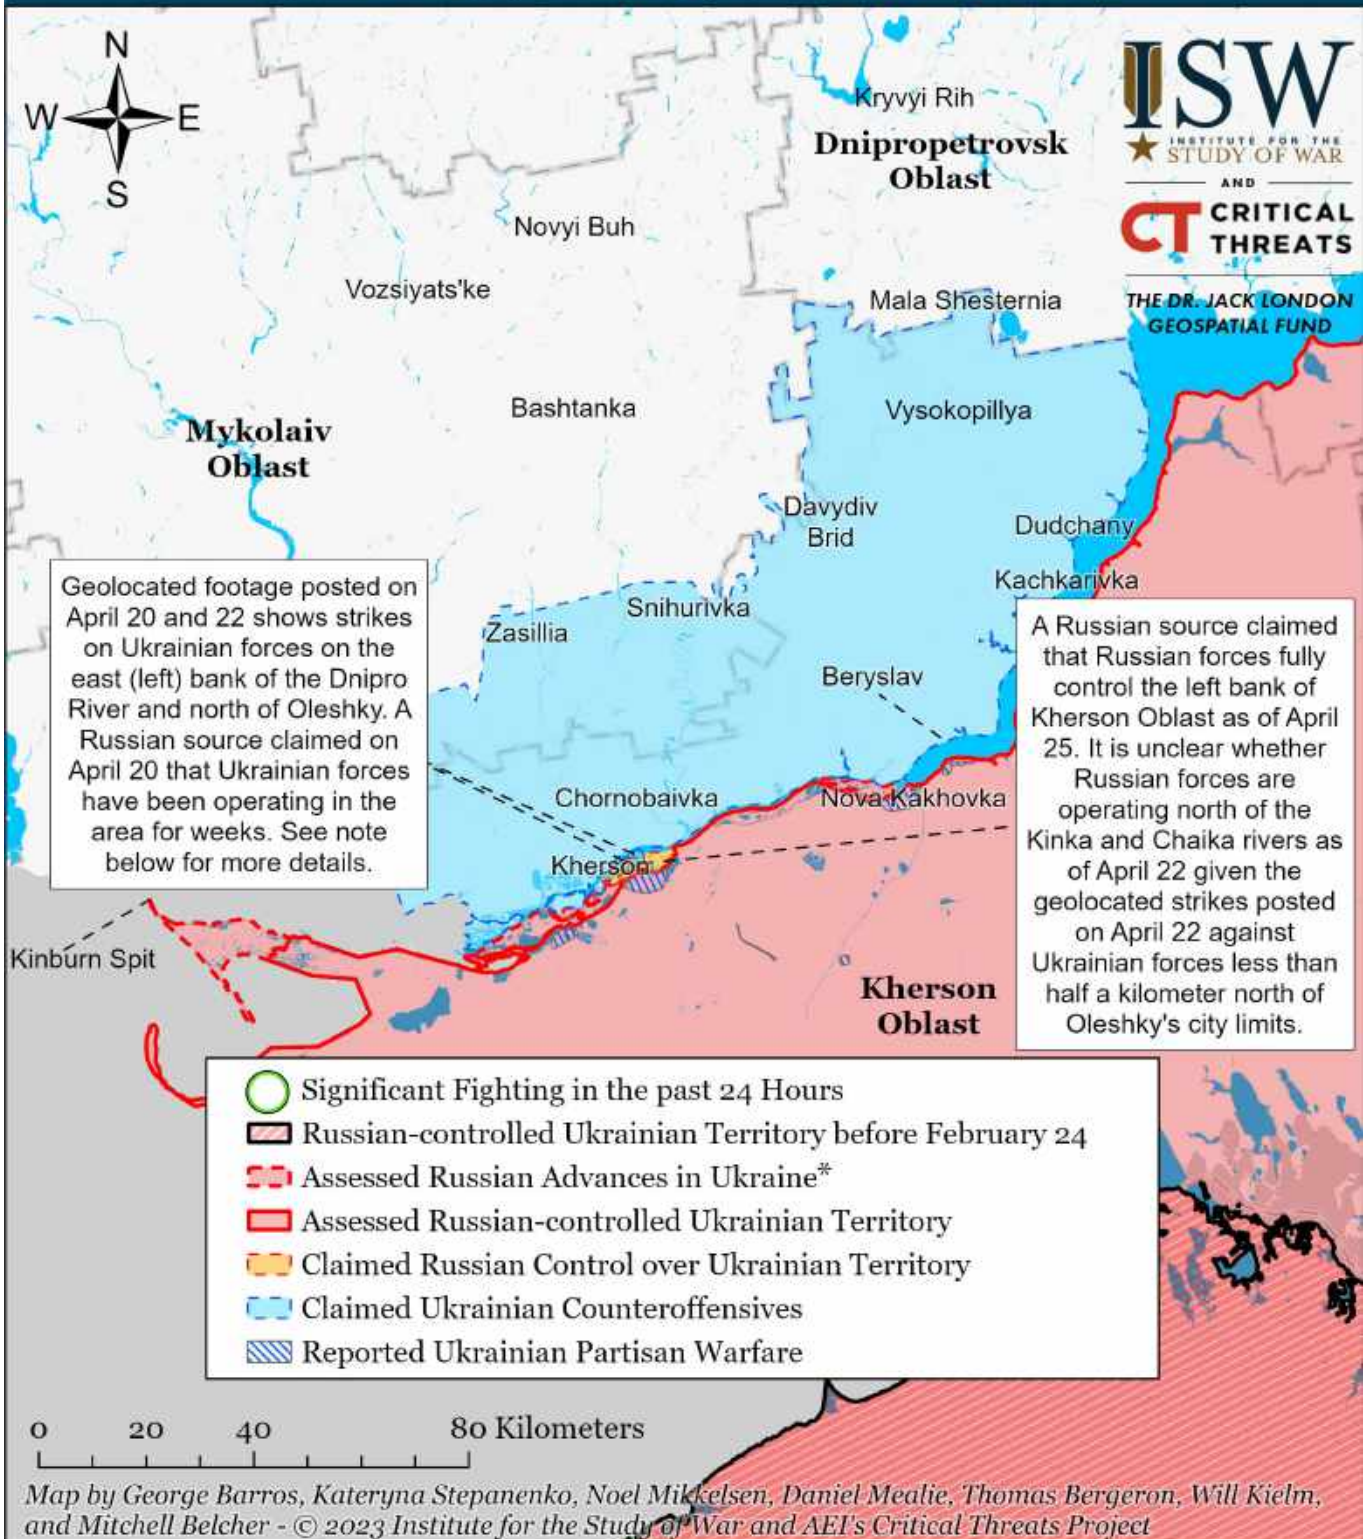 N
W E
S
Kryvyi Rih
Dnipropetrovsk
Oblast
ISW
INSTITUTE FOR THE
STUDY OF WAR
AND
CT CRITICAL
THREATS
THE DR. JACK LONDON
GEOSPATIAL FUND
Novyi Buh
Vozsiyats'ke
Mala Shesternia
Bashtanka
Vysokopillya
Mykolaiv
Oblast
Davydiv
Brid
Dudchany
Kachkarivka
Snihurivka
Zasillia
Beryslav
Geolocated footage posted on
April 20 and 22 shows strikes
on Ukrainian forces on the
east (left) bank of the Dnipro
River and north of Oleshky. A
Russian source claimed on
April 20 that Ukrainian forces
have been operating in the
area for weeks. See note
below for more details.
A Russian source claimed
that Russian forces fully
control the left bank of
Kherson Oblast as of April
25. It is unclear whether
Russian forces are
operating north of the
Kinka and Chaika rivers as
of April 22 given the
geolocated strikes posted
on April 22 against
Ukrainian forces less than
half a kilometer north of
Oleshky's city limits.
Chornobaivka
Nova Kakhovka
Kherson
Kinburn Spit
Kherson
Oblast
Significant Fighting in the past 24 Hours
Russian-controlled Ukrainian Territory before February 24
Assessed Russian Advances in Ukraine*
Assessed Russian-controlled Ukrainian Territory
Claimed Russian Control over Ukrainian Territory
Claimed Ukrainian Counteroffensives
Reported Ukrainian Partisan Warfare
0 20 40 80 Kilometers
Map by George Barros, Kateryna Stepanenko, Noel Mikkelsen, Daniel Mealie, Thomas Bergeron, Will Kielm,
and Mitchell Belcher - © 2023 Institute for the Study of War and AEI's Critical Threats Project